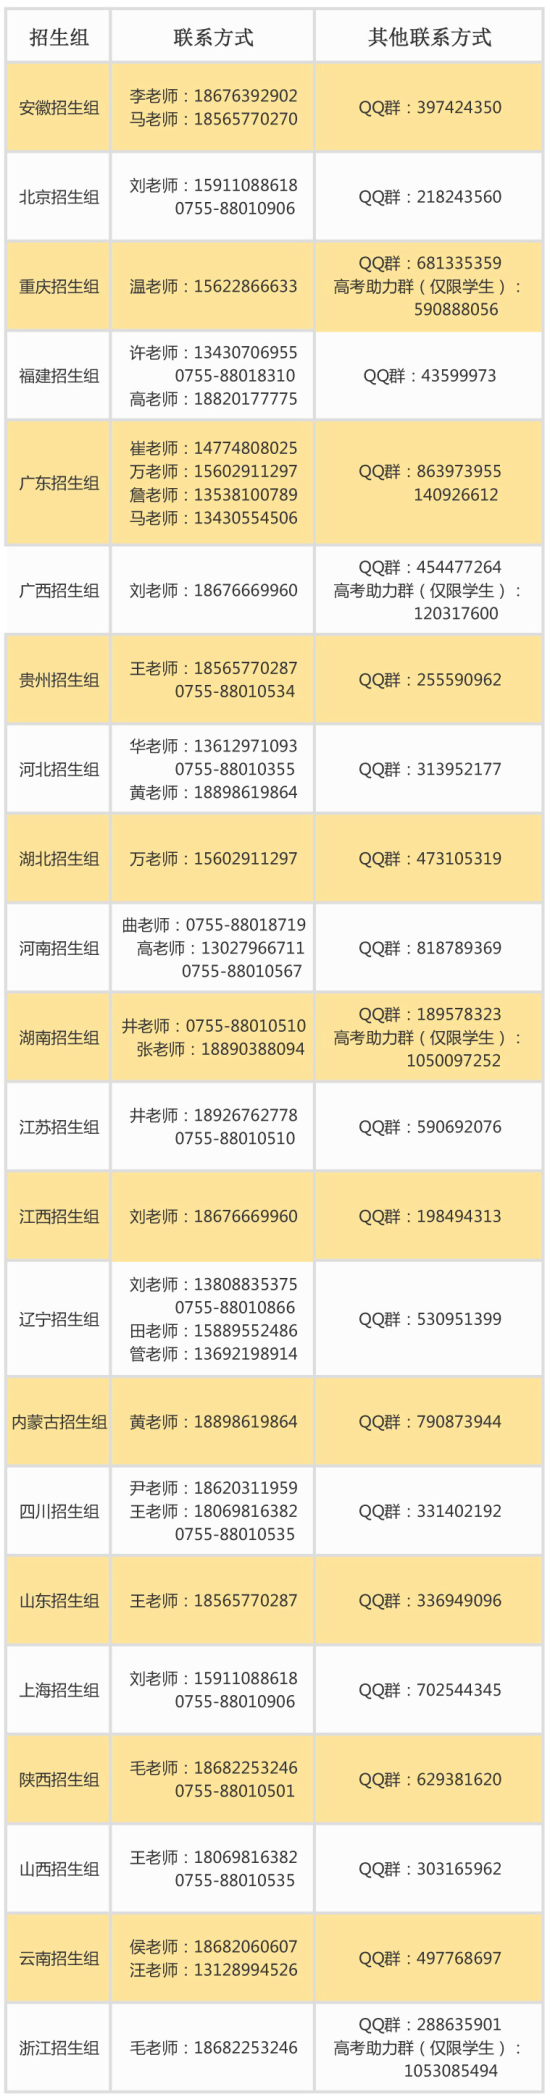 招生组 联系方式 其他联系方式
安徽招生组
李老师：18676392902
马老师：18565770270
QQ群：397424350
北京招生组
刘老师：15911088618
0755-88010906
QQ群：218243560
重庆招生组
温老师：15622866633
QQ群：681335359
高考助力群（仅限学生）：
590888056
福建招生组
许老师：13430706955
0755-88018310
高老师：18820177775
QQ群：43599973
广东招生组
崔老师：14774808025
万老师：15602911297
詹老师：13538100789
马老师：13430554506
QQ群：863973955
140926612
广西招生组
刘老师：18676669960
QQ群：454477264
高考助力群（仅限学生）：
120317600
贵州招生组
王老师：18565770287
0755-88010534
QQ群：255590962
河北招生组
华老师：13612971093
0755-88010355
黄老师：18898619864
QQ群：313952177
湖北招生组
万老师：15602911297
QQ群：473105319
河南招生组
曲老师：0755-88018719
高老师：13027966711
0755-88010567
QQ群：818789369
湖南招生组
井老师：0755-88010510
张老师：18890388094
QQ群：189578323
高考助力群（仅限学生）：
1050097252
江苏招生组
井老师：18926762778
0755-88010510
QQ群：590692076
江西招生组
刘老师：18676669960
QQ群：198494313
辽宁招生组
刘老师：13808835375
0755-88010866
田老师：15889552486
管老师：13692198914
QQ群：530951399
内蒙古招生组
黄老师：18898619864
QQ群：790873944
四川招生组
尹老师：18620311959
王老师：18069816382
0755-88010535
QQ群：331402192
山东招生组
王老师：18565770287
QQ群：336949096
上海招生组
刘老师：15911088618
0755-88010906
QQ群：702544345
陕西招生组
毛老师：18682253246
0755-88010501
QQ群：629381620
山西招生组
王老师：18069816382
0755-88010535
QQ群：303165962
云南招生组
侯老师：18682060607
汪老师：13128994526
QQ群：497768697
浙江招生组
毛老师：18682253246
QQ群：288635901
高考助力群（仅限学生）：
1053085494